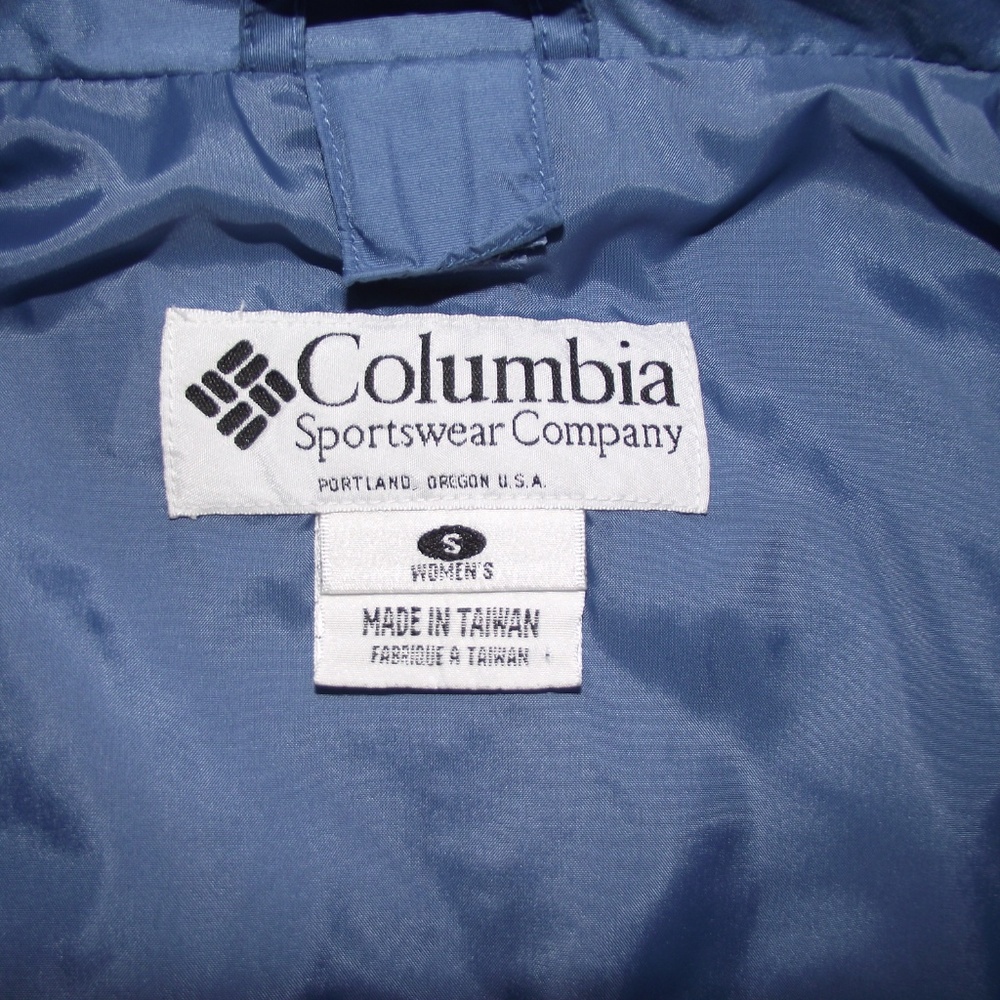 Columbia
Sportswear Company
PORTLAND, OREGON U.S.A.
S
WOMEN'S
MADE IN TAIWAN
FABRIQUE A TAIWAN